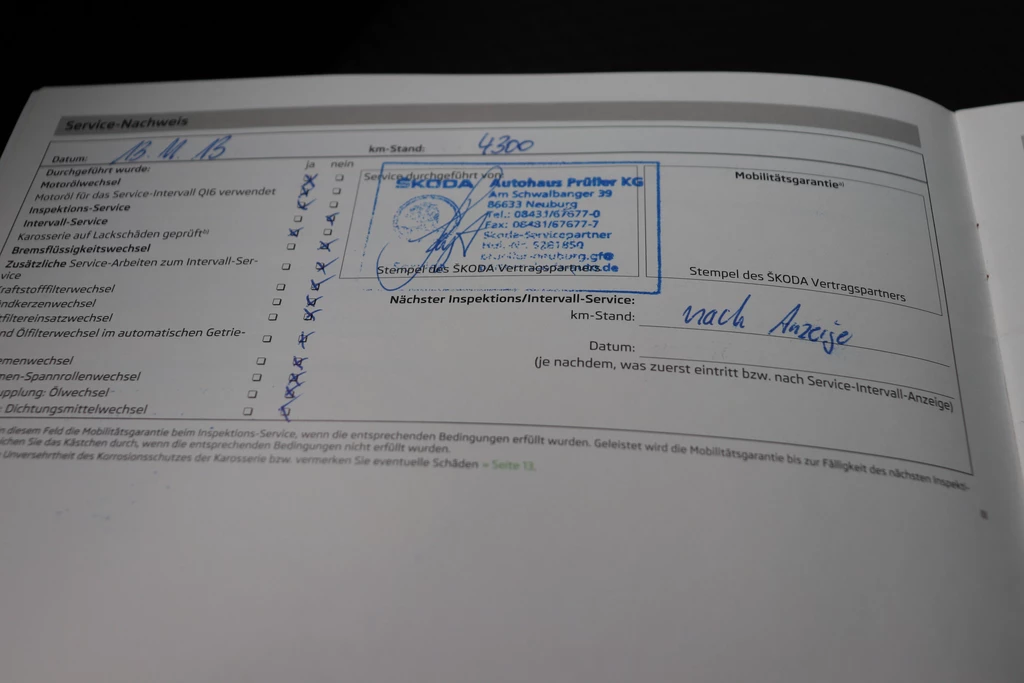 Service-Nachweis
Datum: 13. 11. 13
km-Stand: 4300
Durchgeführt wurde: ja nein
Motorölwechsel
Motoröl für das Service-Intervall QI6 verwendet
Inspektions-Service
Intervall-Service
Karosserie auf Lackschäden geprüft
Bremsflüssigkeitswechsel
Zusätzliche Service-Arbeiten zum Intervall-Ser-
vice
raftstofffilterwechsel
ndkerzenwechsel
tfiltereinsatzwechsel
nd Ölfilterwechsel im automatischen Getrie-
menwechsel
men-Spannrollenwechsel
upplung: Ölwechsel
: Dichtungsmittelwechsel
Service durchgeführt von
ŠKODA Autohaus Prüller KG
Am Schwalbanger 39
86633 Neuburg
Tel.: 08431/67677-0
Fax: 08431/67677-7
Skoda-Servicepartner
Stempel des ŠKODA Vertragspartners
Mobilitätsgarantie
Stempel des ŠKODA Vertragspartners
Nächster Inspektions/Intervall-Service:
km-Stand: nach Anzeige
Datum:
(je nachdem, was zuerst eintritt bzw. nach Service-Intervall-Anzeige)
n diesem Feld die Mobilitätsgarantie beim Inspektions-Service, wenn die entsprechenden Bedingungen erfüllt wurden. Geleistet wird die Mobilitätsgarantie bis zur Fälligkeit des nächsten Inspekti-
ichen Sie das Kästchen durch, wenn die entsprechenden Bedingungen nicht erfüllt wurden.
Unversehrtheit des Korrosionsschutzes der Karosserie bzw. vermerken Sie eventuelle Schäden » Seite 13.